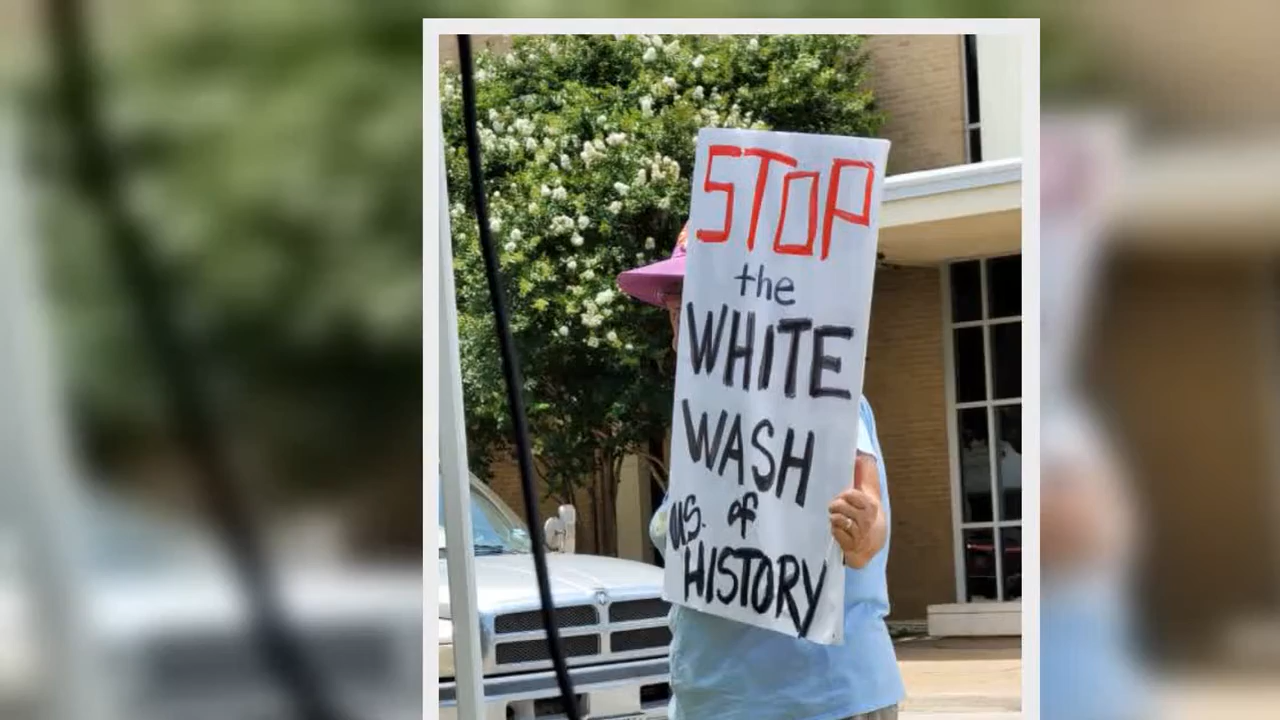 STOP
the
WHITE
WASH
us. of
HISTORY